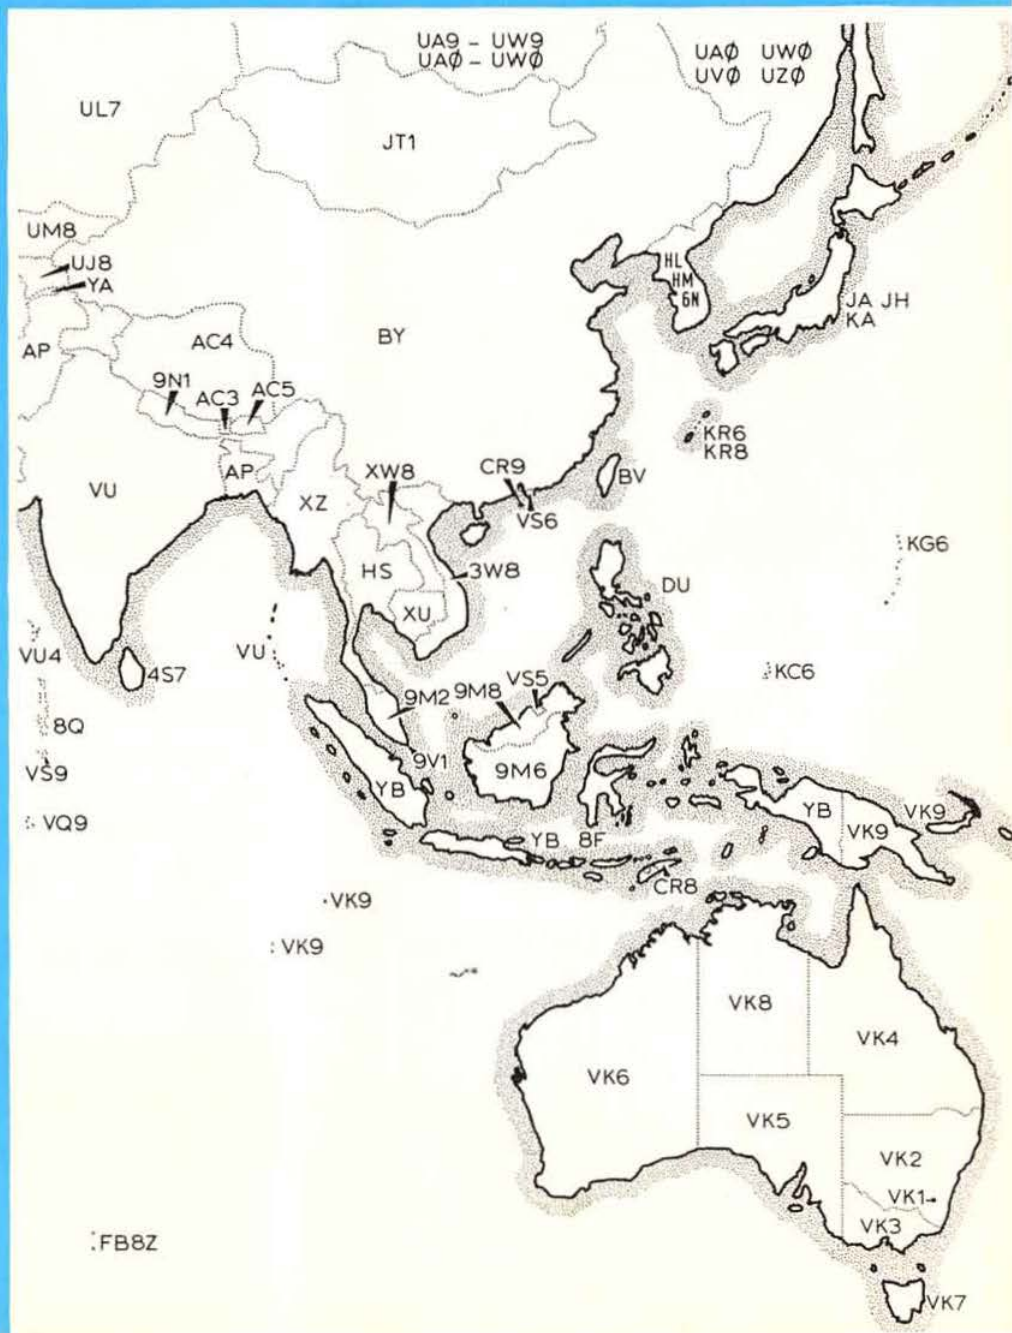 UA9 – UW9
UAØ – UWØ
UAØ UWØ
UVØ UZØ
UL7
JT1
UM8
UJ8
YA
HL
HM
6N
JA JH
KA
BY
AP
AC4
9N1
AC3
AC5
KR6
KR8
VU
AP
XZ
XW8
CR9
VS6
BV
KG6
HS
3W8
XU
DU
VU4
4S7
VU
KC6
9M2
9M8
VS5
8Q
9V1
9M6
VS9
YB
YB
VK9
VK9
VQ9
YB 8F
CR8
VK9
VK9
VK8
VK4
VK6
VK5
VK2
VK1
VK3
FB8Z
VK7